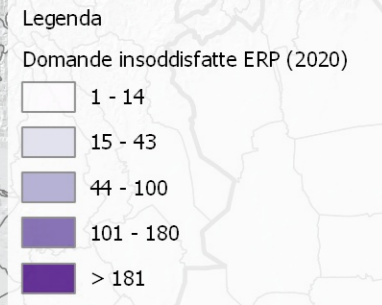 Legenda
Domande insoddisfatte ERP (2020)
1 - 14
15 - 43
44 - 100
101 - 180
> 181